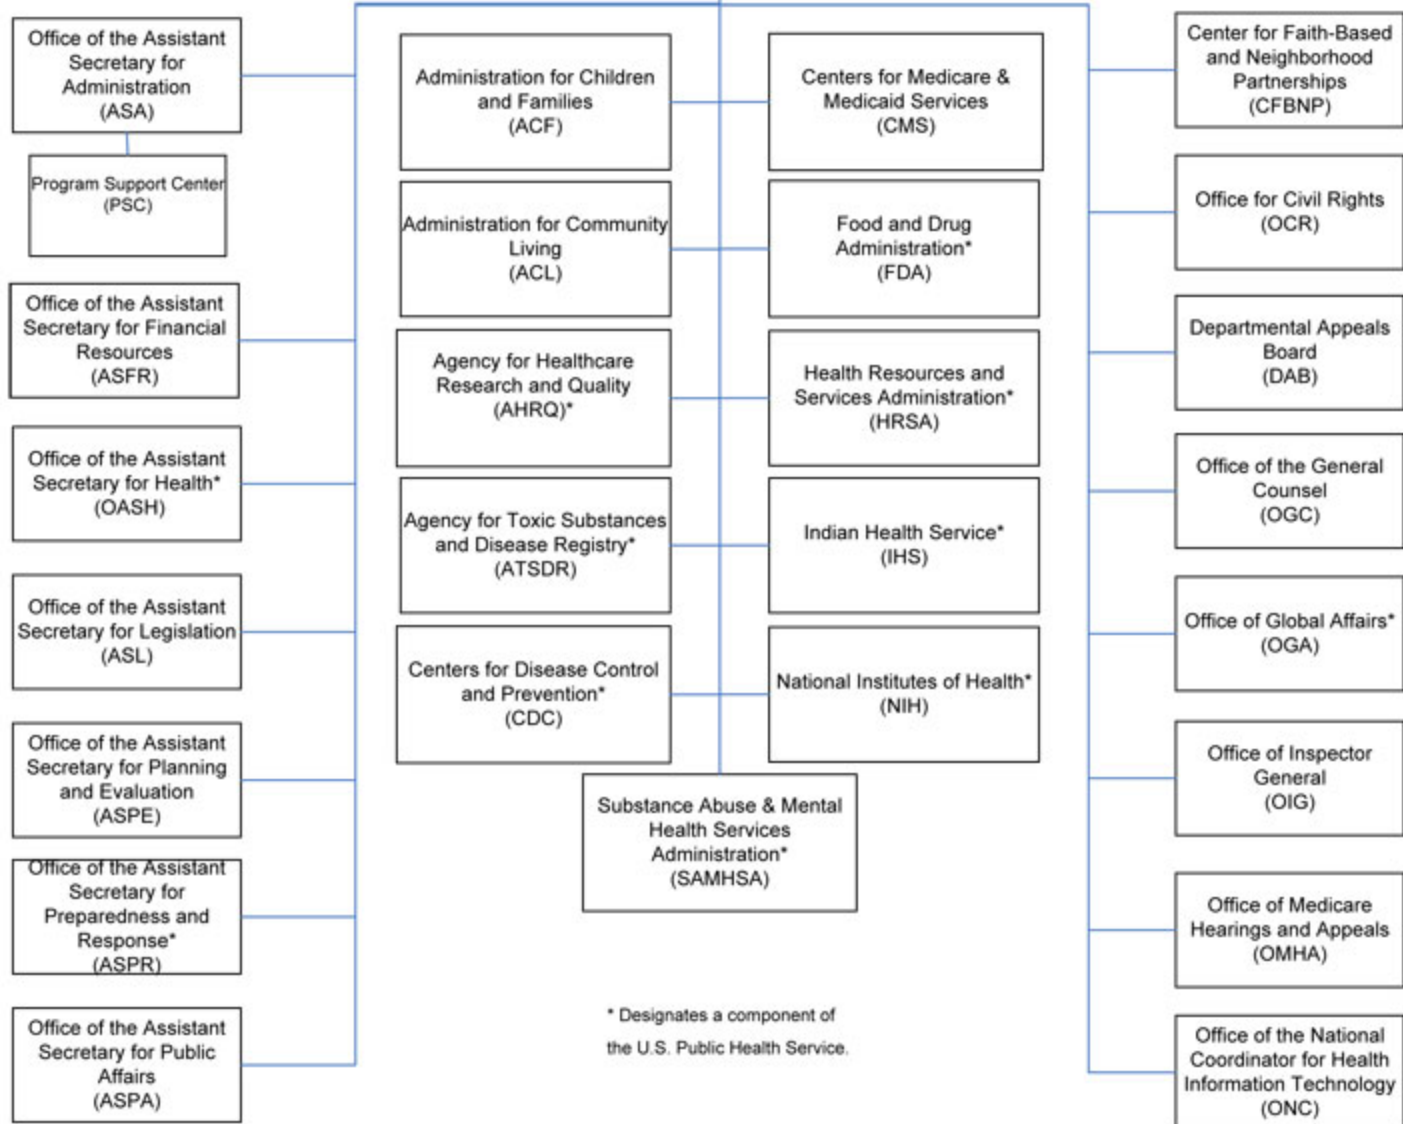 Office of the Assistant
Secretary for
Administration
(ASA)
Program Support Center
(PSC)
Office of the Assistant
Secretary for Financial
Resources
(ASFR)
Office of the Assistant
Secretary for Health*
(OASH)
Office of the Assistant
Secretary for Legislation
(ASL)
Office of the Assistant
Secretary for Planning
and Evaluation
(ASPE)
Office of the Assistant
Secretary for
Preparedness and
Response*
(ASPR)
Office of the Assistant
Secretary for Public
Affairs
(ASPA)
Administration for Children
and Families
(ACF)
Administration for Community
Living
(ACL)
Agency for Healthcare
Research and Quality
(AHRQ)*
Agency for Toxic Substances
and Disease Registry*
(ATSDR)
Centers for Disease Control
and Prevention*
(CDC)
Centers for Medicare &
Medicaid Services
(CMS)
Food and Drug
Administration*
(FDA)
Health Resources and
Services Administration*
(HRSA)
Indian Health Service*
(IHS)
National Institutes of Health*
(NIH)
Substance Abuse & Mental
Health Services
Administration*
(SAMHSA)
* Designates a component of
the U.S. Public Health Service.
Center for Faith-Based
and Neighborhood
Partnerships
(CFBNP)
Office for Civil Rights
(OCR)
Departmental Appeals
Board
(DAB)
Office of the General
Counsel
(OGC)
Office of Global Affairs*
(OGA)
Office of Inspector
General
(OIG)
Office of Medicare
Hearings and Appeals
(OMHA)
Office of the National
Coordinator for Health
Information Technology
(ONC)